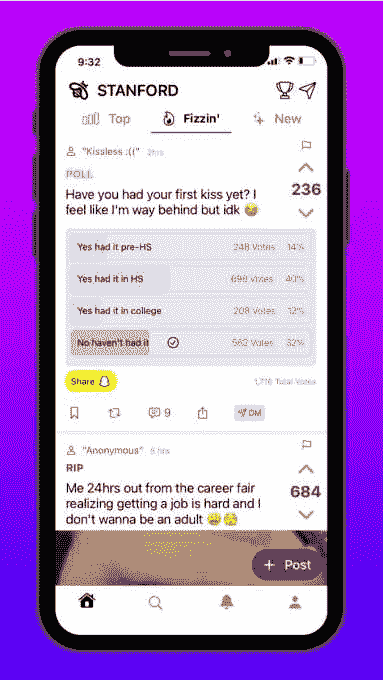 9:32
STANFORD
Top
Fizzin'
New
"Kissless :((" 2hrs
POLL
Have you had your first kiss yet? I
feel like I'm way behind but idk
236
Yes had it pre-HS 248 Votes 14%
Yes had it in HS 698 Votes 40%
Yes had it in college 208 Votes 12%
No haven't had it 562 Votes 32%
Share
1,716 Total Votes
9
DM
"Anonymous" 5 hrs
RIP
Me 24hrs out from the career fair
realizing getting a job is hard and I
don't wanna be an adult
684
+ Post